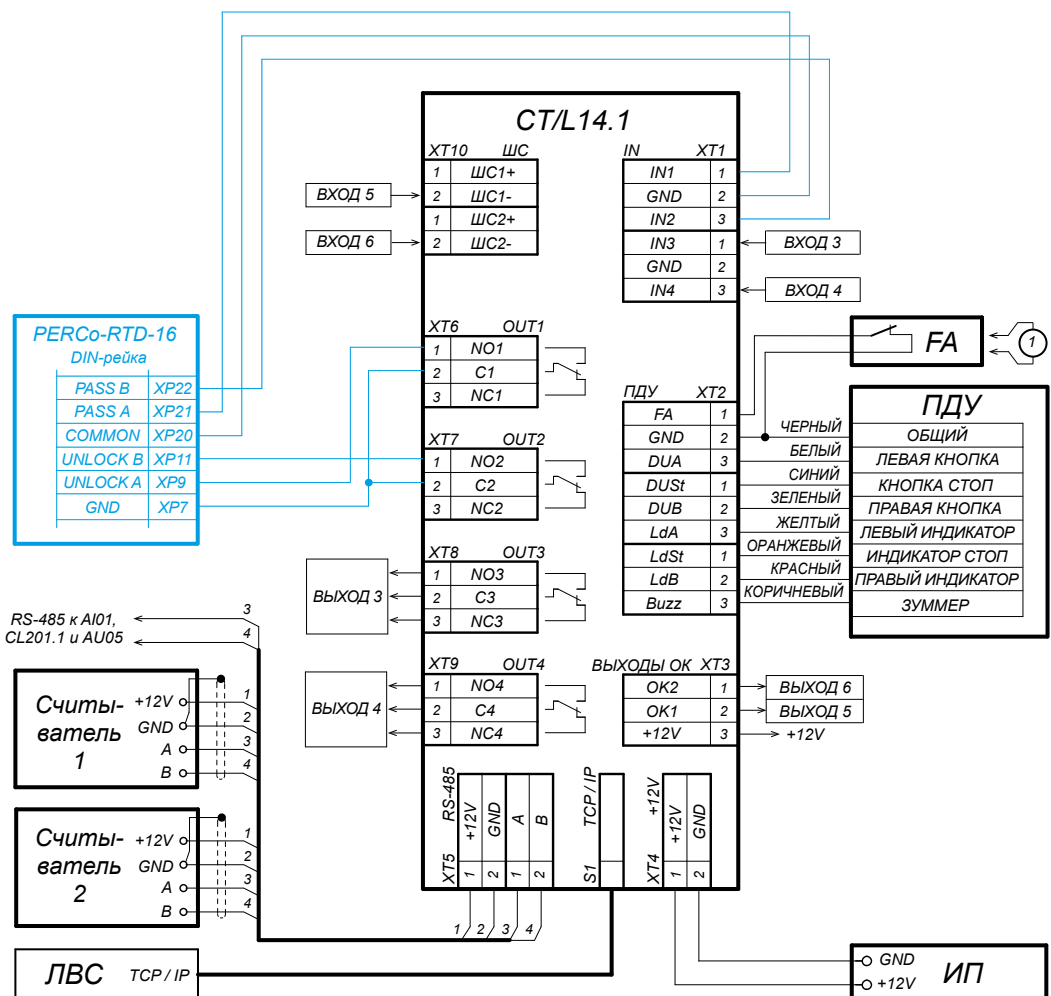 CT/L14.1
XT10 ШС
1 ШС1+
2 ШС1-
1 ШС2+
2 ШС2-
ВХОД 5
ВХОД 6
IN XT1
IN1 1
GND 2
IN2 3
IN3 1
GND 2
IN4 3
ВХОД 3
ВХОД 4
PERCo-RTD-16
DIN-рейка
PASS B XP22
PASS A XP21
COMMON XP20
UNLOCK B XP11
UNLOCK A XP9
GND XP7
XT6 OUT1
1 NO1
2 C1
3 NC1
XT7 OUT2
1 NO2
2 C2
3 NC2
XT8 OUT3
1 NO3
2 C3
3 NC3
ВЫХОД 3
XT9 OUT4
1 NO4
2 C4
3 NC4
ВЫХОД 4
FA
1
ПДУ XT2
FA 1
GND 2
DUA 3
DUSt 1
DUB 2
LdA 3
LdSt 1
LdB 2
Buzz 3
ЧЕРНЫЙ
БЕЛЫЙ
СИНИЙ
ЗЕЛЕНЫЙ
ЖЕЛТЫЙ
ОРАНЖЕВЫЙ
КРАСНЫЙ
КОРИЧНЕВЫЙ
ПДУ
ОБЩИЙ
ЛЕВАЯ КНОПКА
КНОПКА СТОП
ПРАВАЯ КНОПКА
ЛЕВЫЙ ИНДИКАТОР
ИНДИКАТОР СТОП
ПРАВЫЙ ИНДИКАТОР
ЗУММЕР
ВЫХОДЫ ОК XT3
OK2 1
OK1 2
+12V 3
ВЫХОД 6
ВЫХОД 5
+12V
RS-485 к AI01,
CL201.1 и AU05
3
4
Считы-
ватель
1
+12V 1
GND 2
A 3
B 4
Считы-
ватель
2
+12V 1
GND 2
A 3
B 4
XT5 RS-485
1 +12V
2 GND
1 A
2 B
1 2 3 4
S1 TCP / IP
XT4 +12V
1 +12V
2 GND
ЛВС TCP / IP
GND
+12V
ИП